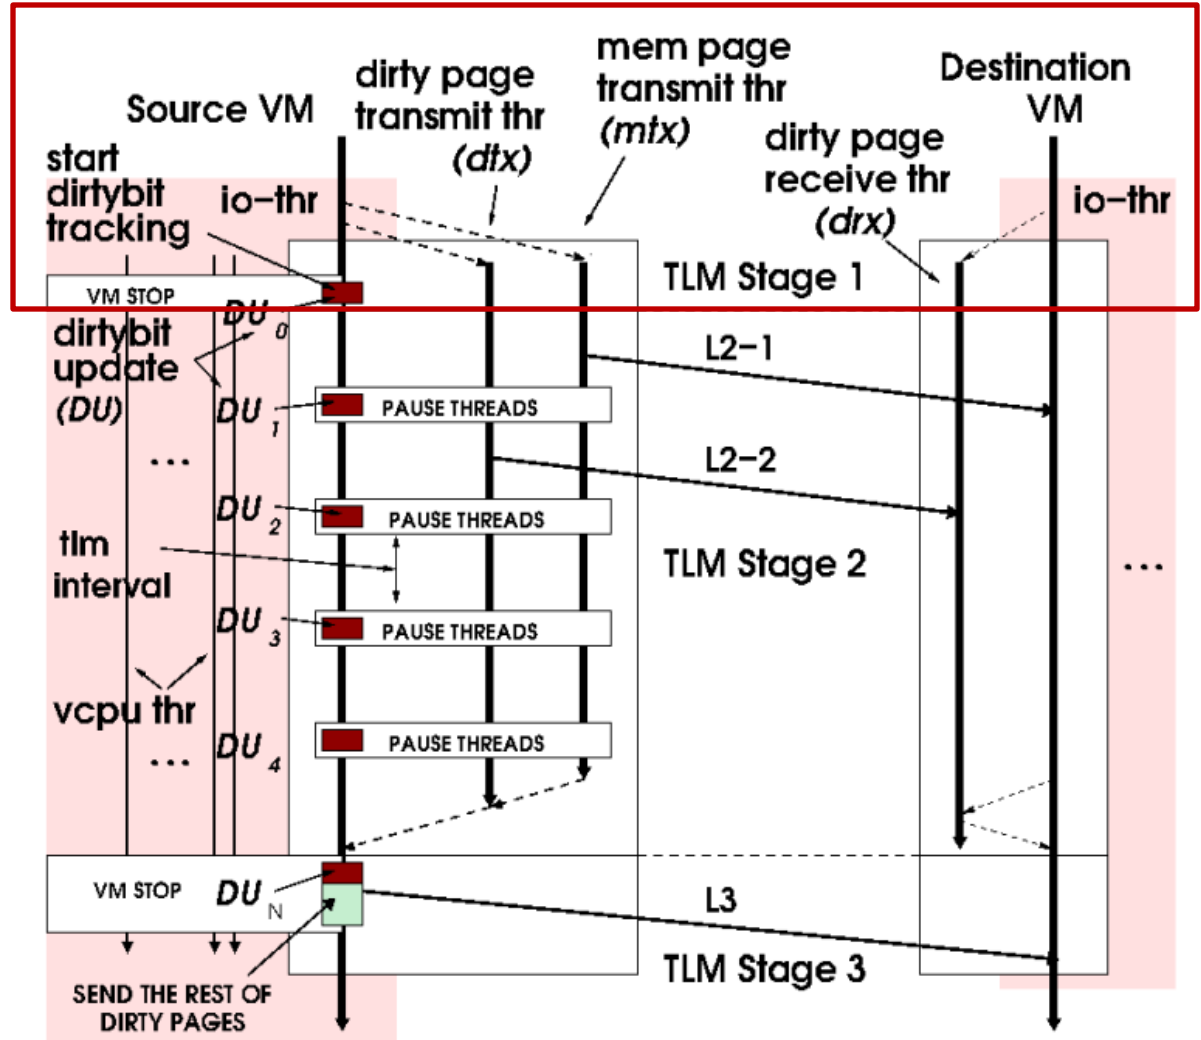 mem page
transmit thr
(mtx)
dirty page
transmit thr
(dtx)
Destination
VM
Source VM
dirty page
receive thr
(drx)
start
dirtybit
tracking
io-thr
io-thr
TLM Stage 1
VM STOP
DU 0
dirtybit
update
(DU)
L2-1
DU 1
PAUSE THREADS
...
L2-2
DU 2
PAUSE THREADS
tlm
interval
TLM Stage 2
...
DU 3
PAUSE THREADS
vcpu thr
...
DU 4
PAUSE THREADS
VM STOP
DU N
L3
TLM Stage 3
SEND THE REST OF
DIRTY PAGES